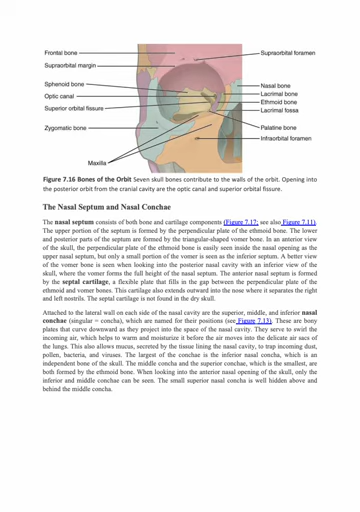 Frontal bone
Supraorbital foramen
Supraorbital margin
Sphenoid bone
Nasal bone
Optic canal
Lacrimal bone
Ethmoid bone
Superior orbital fissure
Lacrimal fossa
Zygomatic bone
Palatine bone
Infraorbital foramen
Maxilla
Figure 7.16 Bones of the Orbit Seven skull bones contribute to the walls of the orbit. Opening into
the posterior orbit from the cranial cavity are the optic canal and superior orbital fissure.
The Nasal Septum and Nasal Conchae
The nasal septum consists of both bone and cartilage components (Figure 7.17; see also Figure 7.11).
The upper portion of the septum is formed by the perpendicular plate of the ethmoid bone. The lower
and posterior parts of the septum are formed by the triangular-shaped vomer bone. In an anterior view
of the skull, the perpendicular plate of the ethmoid bone is easily seen inside the nasal opening as the
upper nasal septum, but only a small portion of the vomer is seen as the inferior septum. A better view
of the vomer bone is seen when looking into the posterior nasal cavity with an inferior view of the
skull, where the vomer forms the full height of the nasal septum. The anterior nasal septum is formed
by the septal cartilage, a flexible plate that fills in the gap between the perpendicular plate of the
ethmoid and vomer bones. This cartilage also extends outward into the nose where it separates the right
and left nostrils. The septal cartilage is not found in the dry skull.
Attached to the lateral wall on each side of the nasal cavity are the superior, middle, and inferior nasal
conchae (singular = concha), which are named for their positions (see Figure 7.13). These are bony
plates that curve downward as they project into the space of the nasal cavity. They serve to swirl the
incoming air, which helps to warm and moisturize it before the air moves into the delicate air sacs of
the lungs. This also allows mucus, secreted by the tissue lining the nasal cavity, to trap incoming dust,
pollen, bacteria, and viruses. The largest of the conchae is the inferior nasal concha, which is an
independent bone of the skull. The middle concha and the superior conchae, which is the smallest, are
both formed by the ethmoid bone. When looking into the anterior nasal opening of the skull, only the
inferior and middle conchae can be seen. The small superior nasal concha is well hidden above and
behind the middle concha.